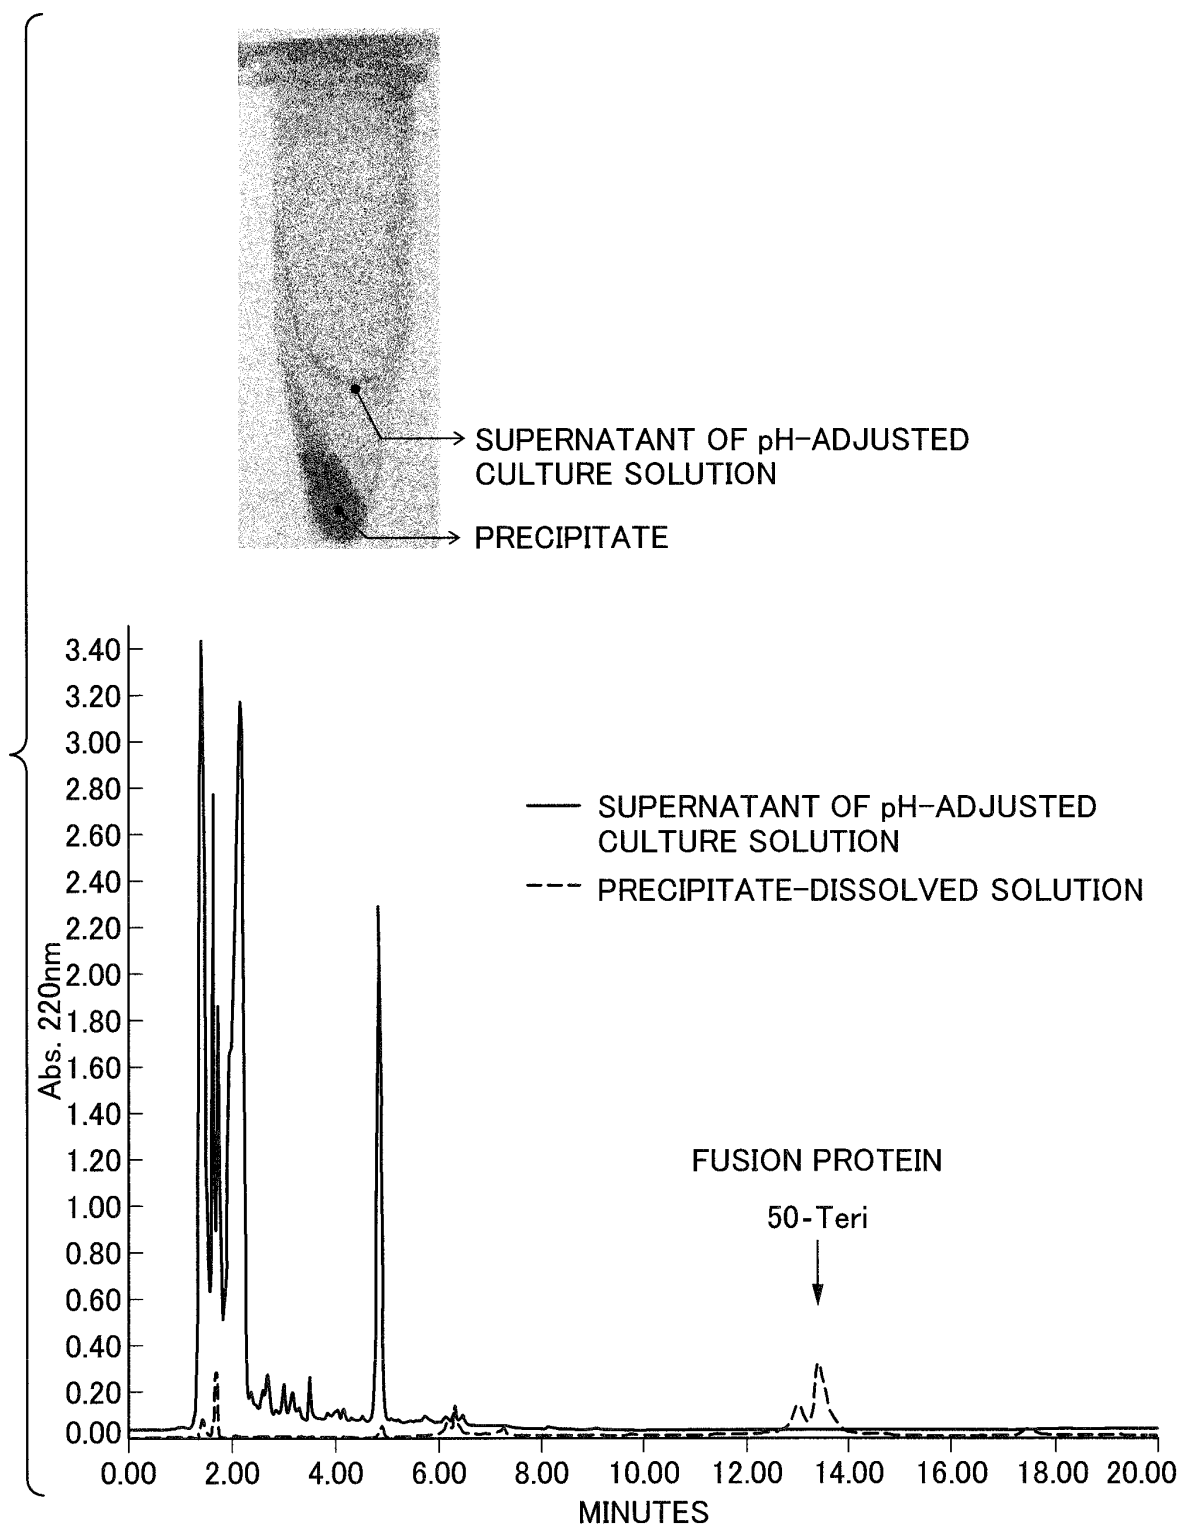 SUPERNATANT OF pH-ADJUSTED
CULTURE SOLUTION
PRECIPITATE
3.40
3.20
3.00
2.80
2.60
2.40
2.20
2.00
1.80
1.60
1.40
1.20
1.00
0.80
0.60
0.40
0.20
0.00
Abs. 220nm
SUPERNATANT OF pH-ADJUSTED
CULTURE SOLUTION
PRECIPITATE-DISSOLVED SOLUTION
FUSION PROTEIN
50-Teri
0.00 2.00 4.00 6.00 8.00 10.00 12.00 14.00 16.00 18.00 20.00
MINUTES